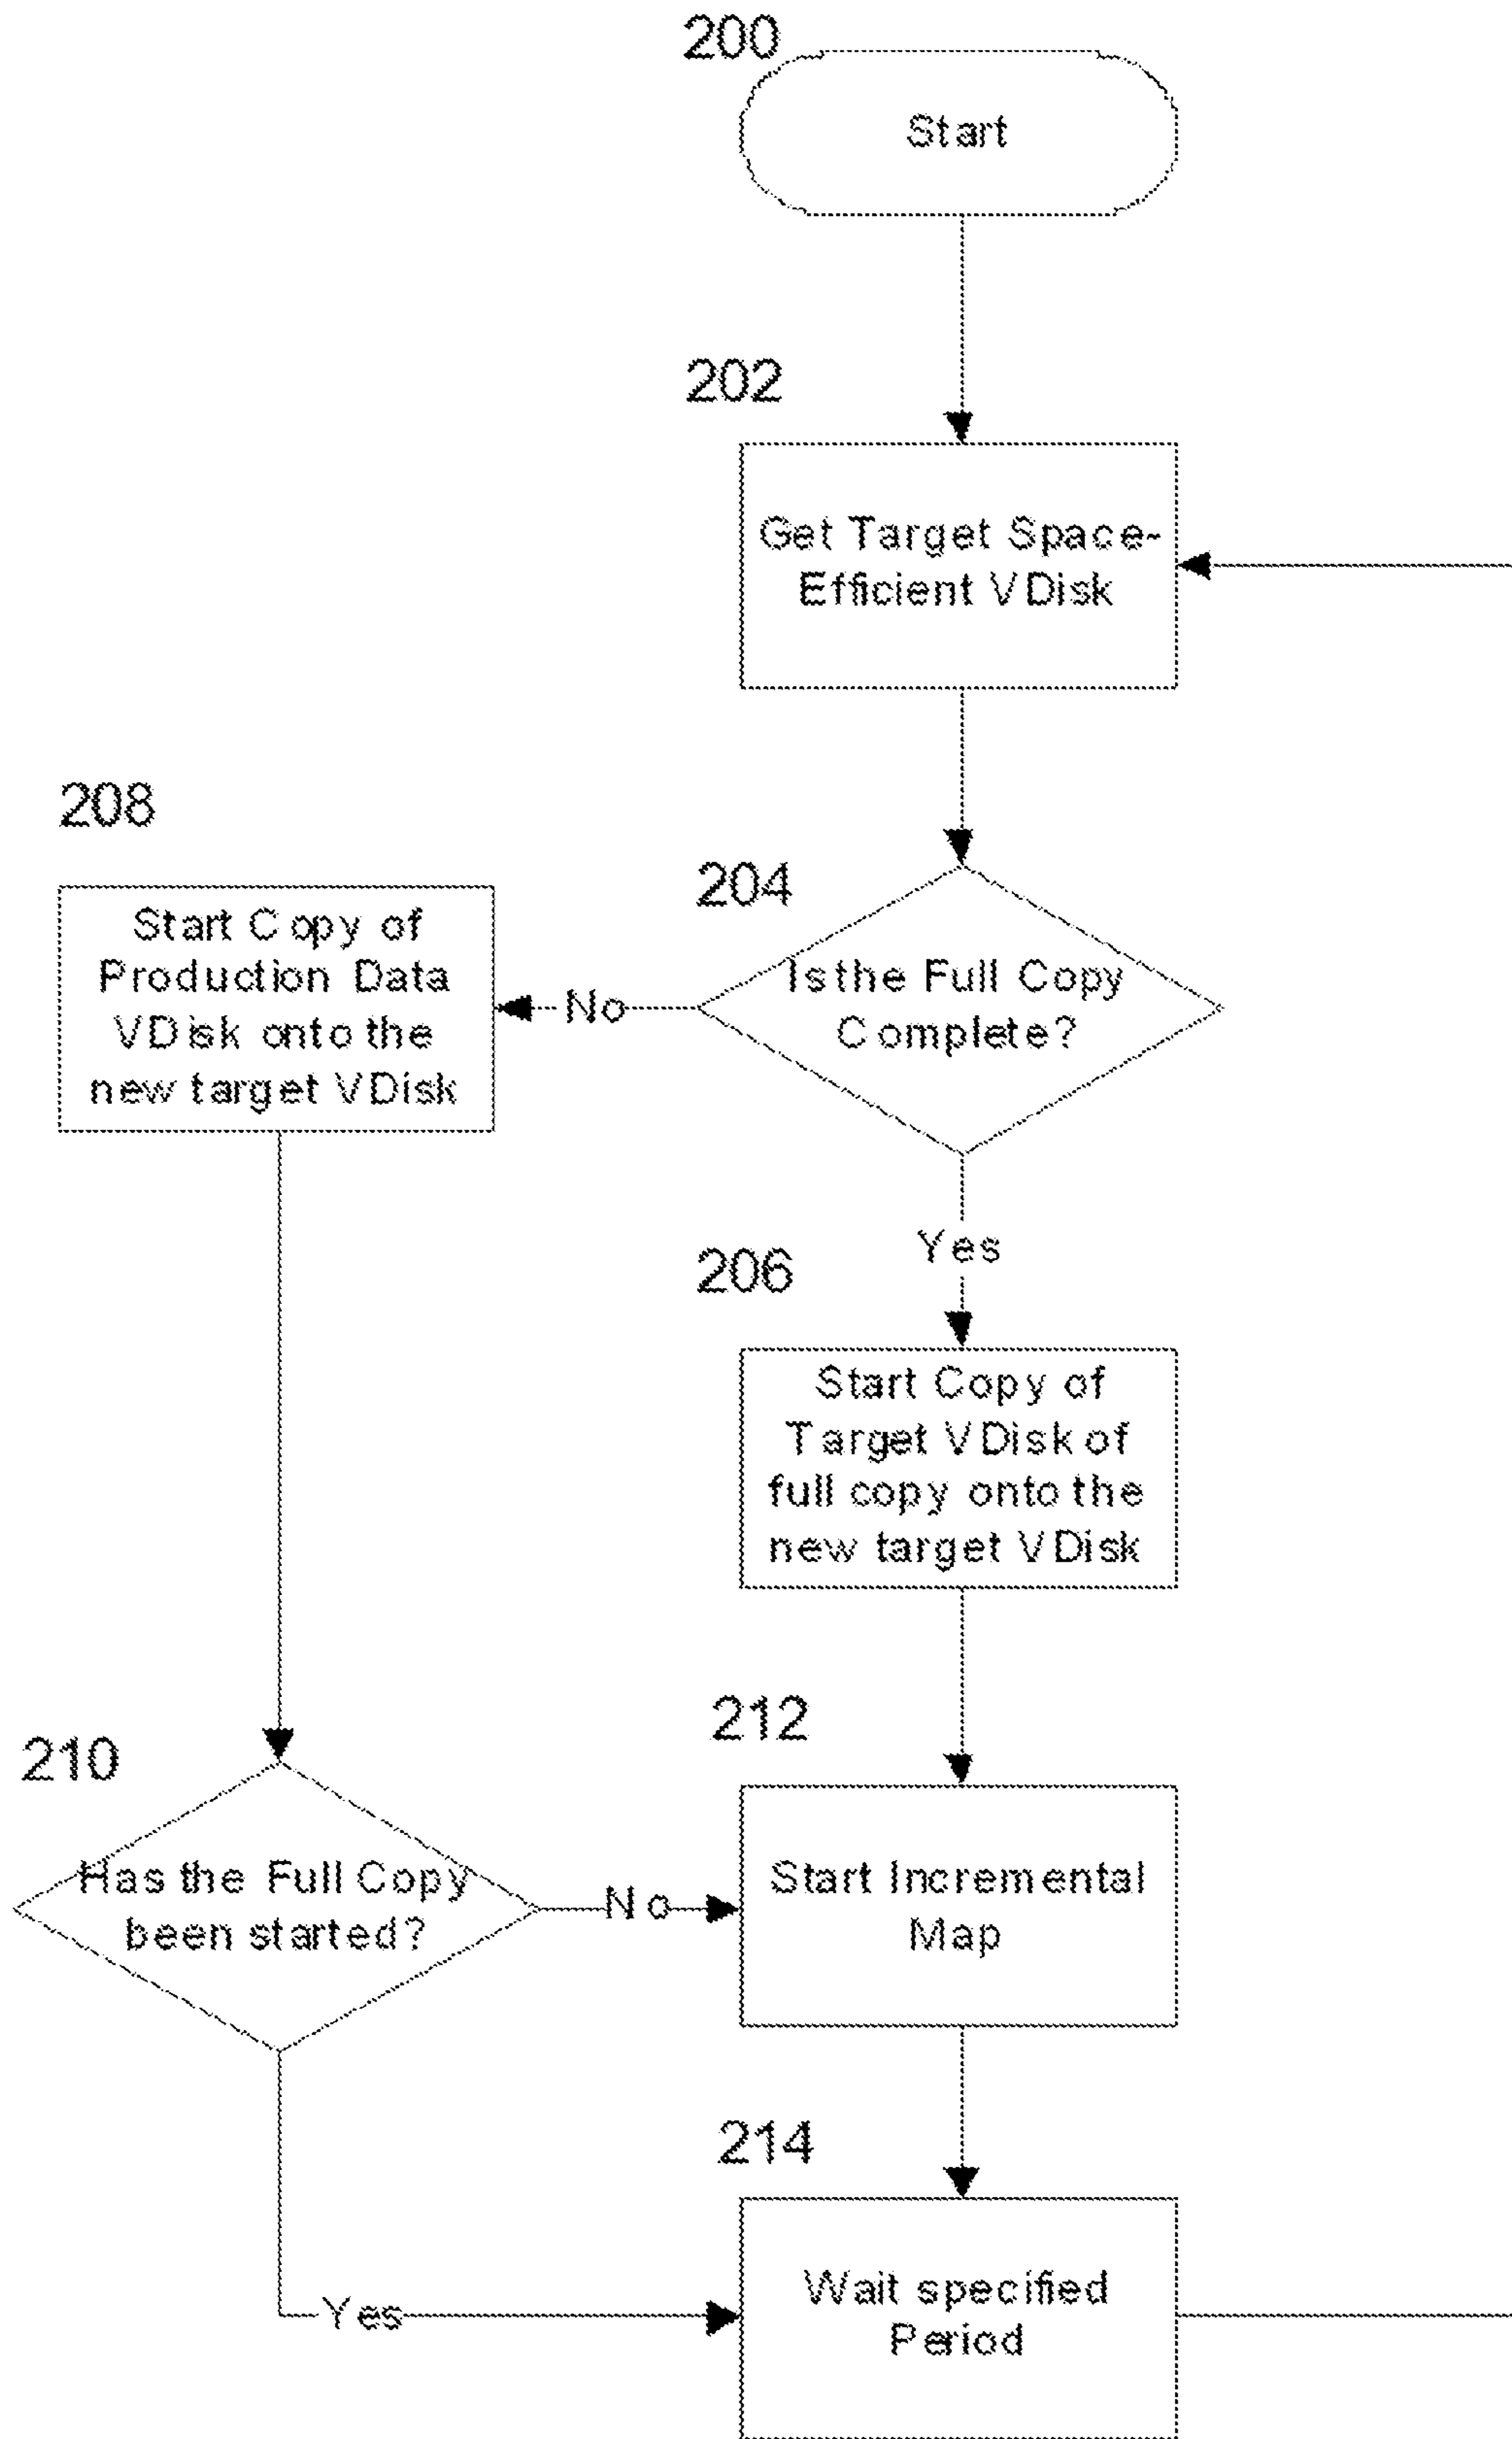 200
Start
202
Get Target Space-
Efficient VDisk
208
Start Copy of
Production Data
VDisk onto the
new target VDisk
204
Is the Full Copy
Complete?
No
Yes
206
Start Copy of
Target VDisk of
full copy onto the
new target VDisk
210
Has the Full Copy
been started?
No
212
Start Incremental
Map
214
Yes
Wait specified
Period